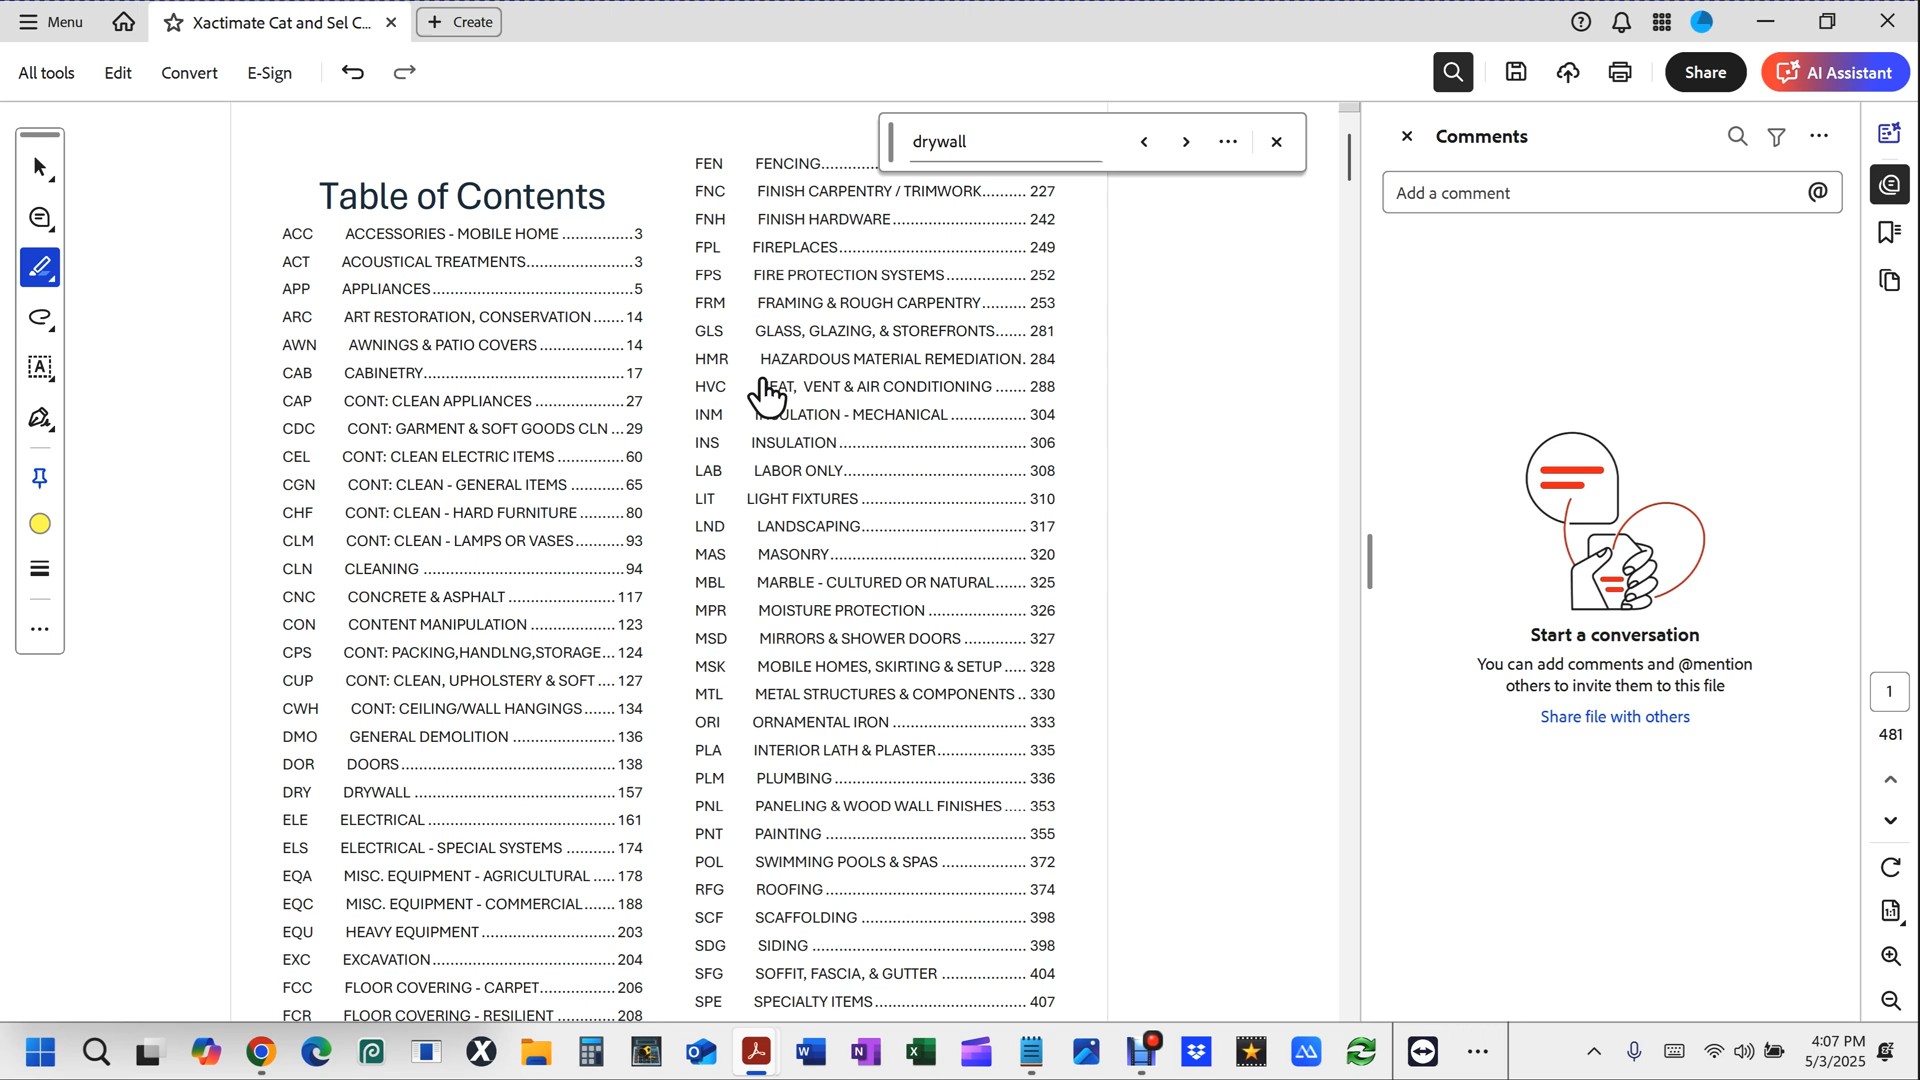 Menu
Xactimate Cat and Sel C...
Create
All tools
Edit
Convert
E-Sign
Share
AI Assistant
drywall
Table of Contents
ACC ACCESSORIES - MOBILE HOME ...............3
ACT ACOUSTICAL TREATMENTS.......................3
APP APPLIANCES..........................................5
ARC ART RESTORATION, CONSERVATION.......14
AWN AWNINGS & PATIO COVERS ..................14
CAB CABINETRY..........................................17
CAP CONT: CLEAN APPLIANCES ...................27
CDC CONT: GARMENT & SOFT GOODS CLN ...29
CEL CONT: CLEAN ELECTRIC ITEMS .............60
CGN CONT: CLEAN - GENERAL ITEMS ...........65
CHF CONT: CLEAN - HARD FURNITURE ..........80
CLM CONT: CLEAN - LAMPS OR VASES...........93
CLN CLEANING ..........................................94
CNC CONCRETE & ASPHALT .......................117
CON CONTENT MANIPULATION ..................123
CPS CONT: PACKING,HANDLNG,STORAGE...124
CUP CONT: CLEAN, UPHOLSTERY & SOFT ....127
CWH CONT: CEILING/WALL HANGINGS.......134
DMO GENERAL DEMOLITION ......................136
DOR DOORS..............................................138
DRY DRYWALL ...........................................157
ELE ELECTRICAL ........................................161
ELS ELECTRICAL - SPECIAL SYSTEMS ..........174
EQA MISC. EQUIPMENT - AGRICULTURAL .....178
EQC MISC. EQUIPMENT - COMMERCIAL.......188
EQU HEAVY EQUIPMENT .............................203
EXC EXCAVATION.......................................204
FCC FLOOR COVERING - CARPET................206
FCR FLOOR COVERING - RESILIENT ............208
FEN FENCING............
FNC FINISH CARPENTRY / TRIMWORK.......... 227
FNH FINISH HARDWARE............................. 242
FPL FIREPLACES......................................... 249
FPS FIRE PROTECTION SYSTEMS................. 252
FRM FRAMING & ROUGH CARPENTRY.......... 253
GLS GLASS, GLAZING, & STOREFRONTS....... 281
HMR HAZARDOUS MATERIAL REMEDIATION. 284
HVC EAT, VENT & AIR CONDITIONING ....... 288
INM ULATION - MECHANICAL ................. 304
INS INSULATION......................................... 306
LAB LABOR ONLY........................................ 308
LIT LIGHT FIXTURES .................................... 310
LND LANDSCAPING.................................... 317
MAS MASONRY........................................... 320
MBL MARBLE - CULTURED OR NATURAL....... 325
MPR MOISTURE PROTECTION ..................... 326
MSD MIRRORS & SHOWER DOORS .............. 327
MSK MOBILE HOMES, SKIRTING & SETUP ..... 328
MTL METAL STRUCTURES & COMPONENTS .. 330
ORI ORNAMENTAL IRON ............................. 333
PLA INTERIOR LATH & PLASTER................... 335
PLM PLUMBING.......................................... 336
PNL PANELING & WOOD WALL FINISHES ..... 353
PNT PAINTING ........................................... 355
POL SWIMMING POOLS & SPAS .................. 372
RFG ROOFING........................................... 374
SCF SCAFFOLDING .................................... 398
SDG SIDING .............................................. 398
SFG SOFFIT, FASCIA, & GUTTER .................. 404
SPE SPECIALTY ITEMS................................. 407
Comments
Add a comment
@
Start a conversation
You can add comments and @mention
others to invite them to this file
Share file with others
1
481
4:07 PM
5/3/2025